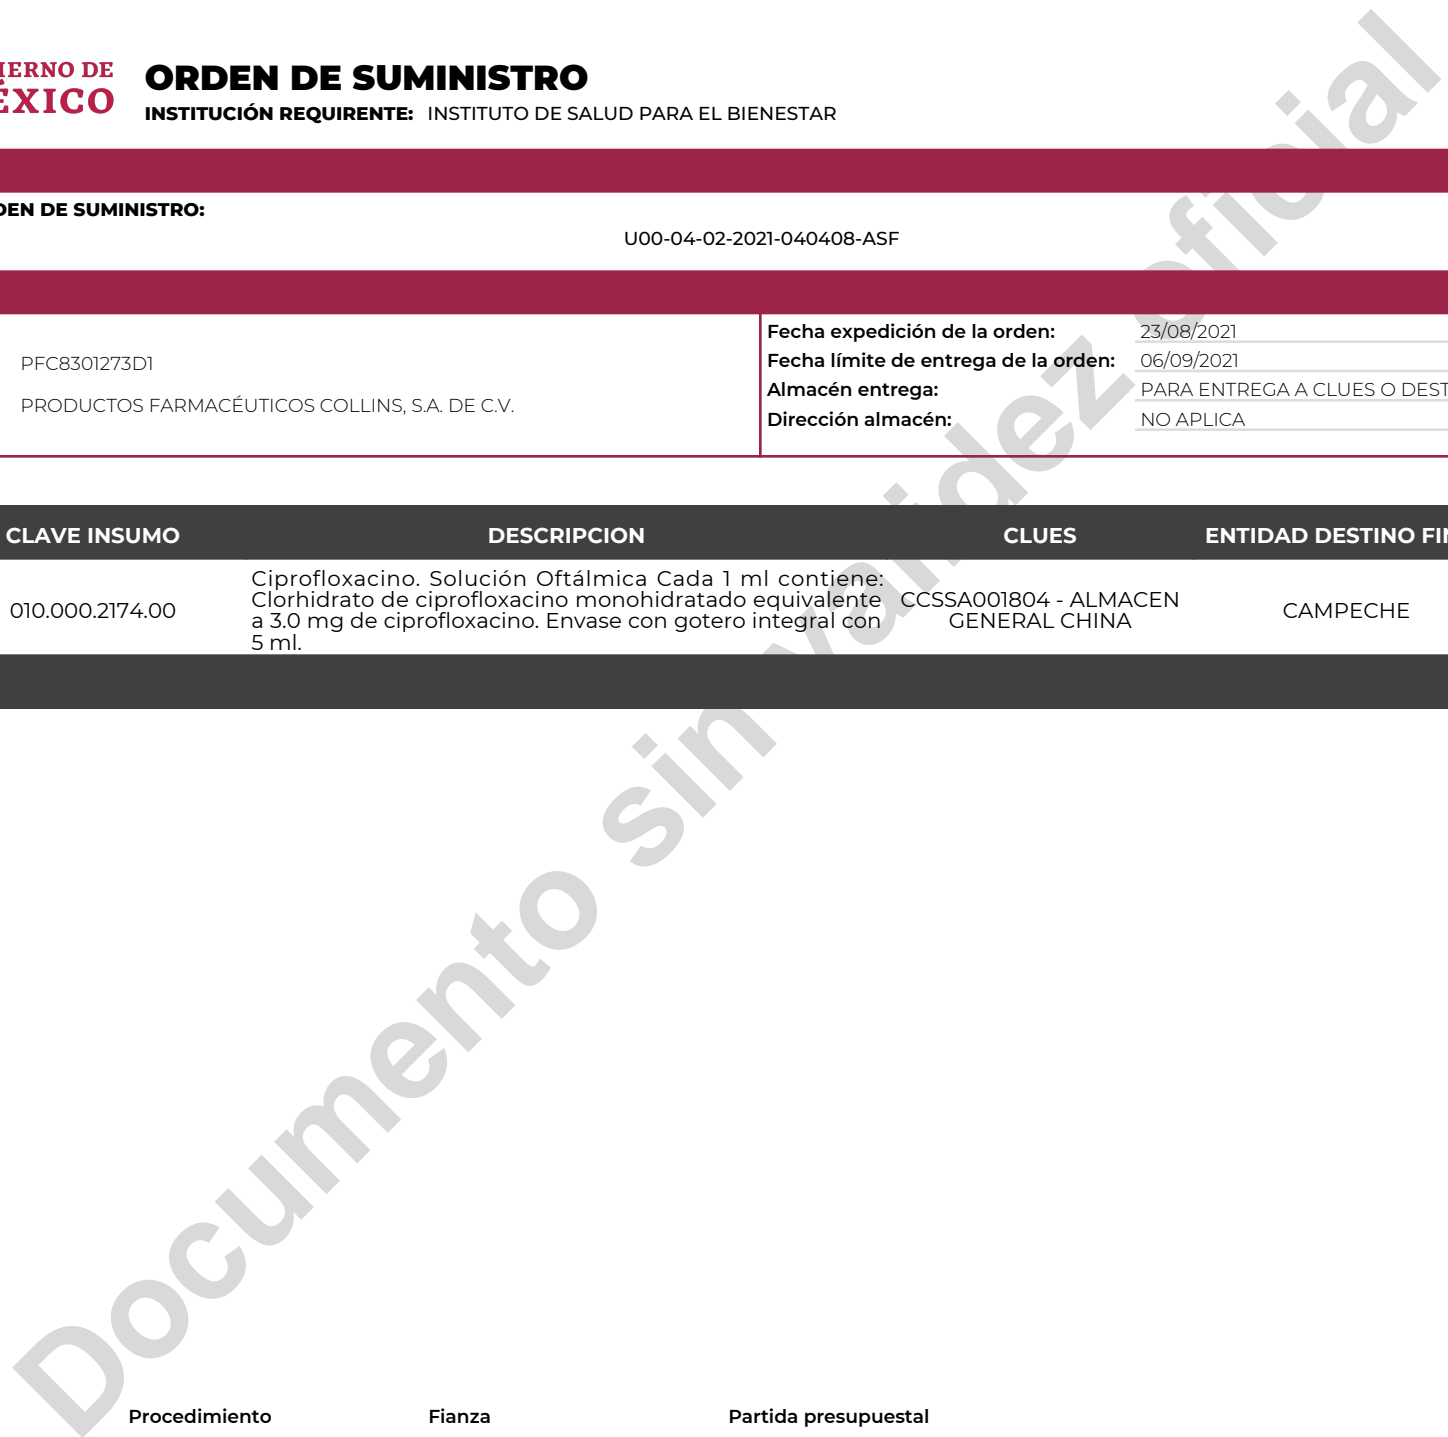 IERNO DE
ÉXICO
ORDEN DE SUMINISTRO
INSTITUCIÓN REQUIRENTE: INSTITUTO DE SALUD PARA EL BIENESTAR
DEN DE SUMINISTRO:
U00-04-02-2021-040408-ASF
PFC8301273D1
PRODUCTOS FARMACÉUTICOS COLLINS, S.A. DE C.V.
Fecha expedición de la orden: 23/08/2021
Fecha límite de entrega de la orden: 06/09/2021
Almacén entrega: PARA ENTREGA A CLUES O DEST
Dirección almacén: NO APLICA
CLAVE INSUMO DESCRIPCION CLUES ENTIDAD DESTINO FIN
010.000.2174.00
Ciprofloxacino. Solución Oftálmica Cada 1 ml contiene:
Clorhidrato de ciprofloxacino monohidratado equivalente
a 3.0 mg de ciprofloxacino. Envase con gotero integral con
5 ml.
CCSSA001804 - ALMACEN
GENERAL CHINA
CAMPECHE
Documento sin validez oficial
Procedimiento Fianza Partida presupuestal